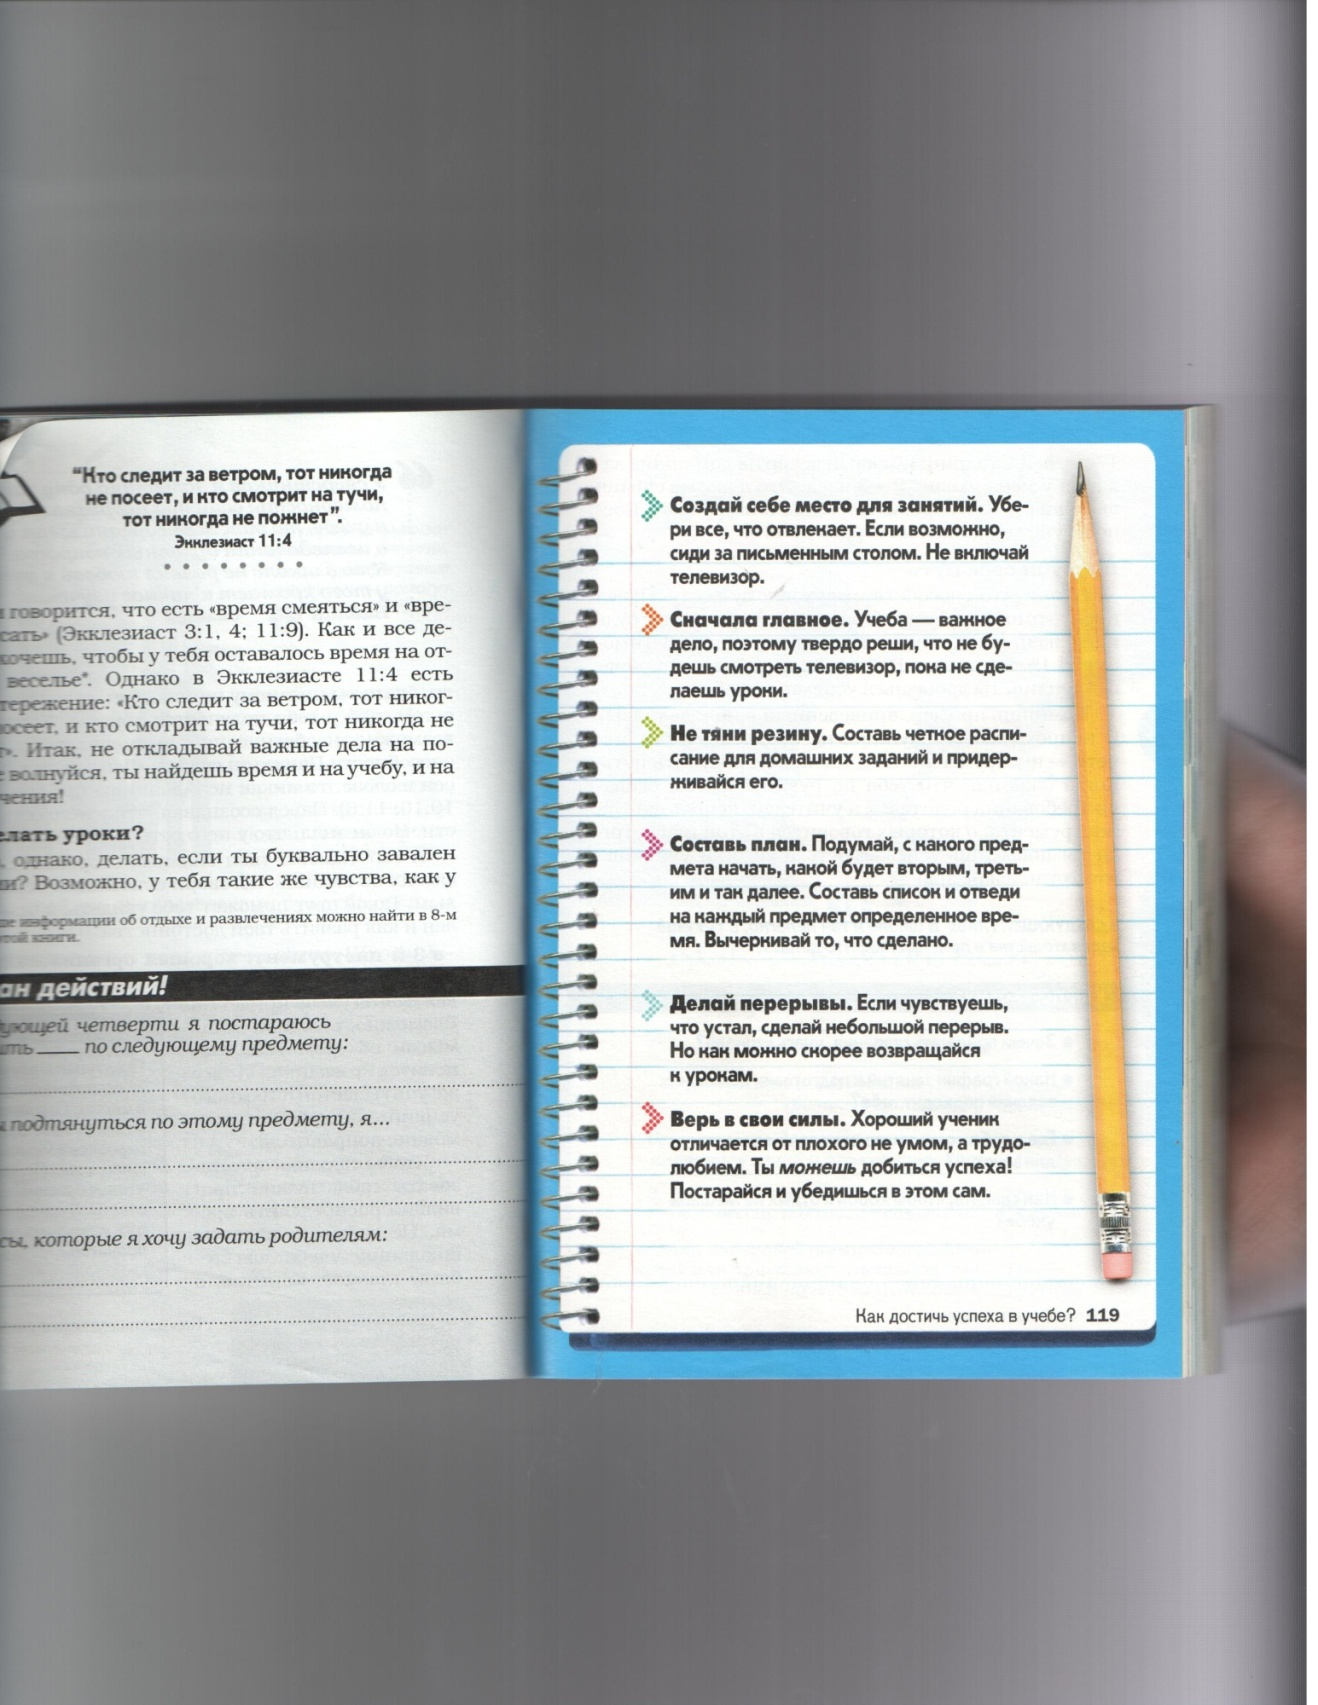 “Кто следит за ветром, тот никогда
не посеет, и кто смотрит на тучи,
тот никогда не пожнет”.
Экклезиаст 11:4
говорится, что есть «время смеяться» и «вре-
сать» (Экклезиаст 3:1, 4; 11:9). Как и все де-
хочешь, чтобы у тебя оставалось время на от-
веселье*. Однако в Экклезиасте 11:4 есть
тережение: «Кто следит за ветром, тот никог-
посеет, и кто смотрит на тучи, тот никогда не
Итак, не откладывай важные дела на по-
волнуйся, ты найдешь время и на учебу, и на
чения!
елать уроки?
однако, делать, если ты буквально завален
и? Возможно, у тебя такие же чувства, как у
информации об отдыхе и развлечениях можно найти в 8-м
этой книги.
ан действий!
ующей четверти я постараюсь
ить ____ по следующему предмету:
подтянуться по этому предмету, я...
сы, которые я хочу задать родителям:
Создай себе место для занятий. Убе-
ри все, что отвлекает. Если возможно,
сиди за письменным столом. Не включай
телевизор.
Сначала главное. Учеба — важное
дело, поэтому твердо реши, что не бу-
дешь смотреть телевизор, пока не сде-
лаешь уроки.
Не тяни резину. Составь четкое распи-
сание для домашних заданий и придер-
живайся его.
Составь план. Подумай, с какого пред-
мета начать, какой будет вторым, треть-
им и так далее. Составь список и отведи
на каждый предмет определенное вре-
мя. Вычеркивай то, что сделано.
Делай перерывы. Если чувствуешь,
что устал, сделай небольшой перерыв.
Но как можно скорее возвращайся
к урокам.
Верь в свои силы. Хороший ученик
отличается от плохого не умом, а трудо-
любием. Ты можешь добиться успеха!
Постарайся и убедишься в этом сам.
Как достичь успеха в учебе? 119